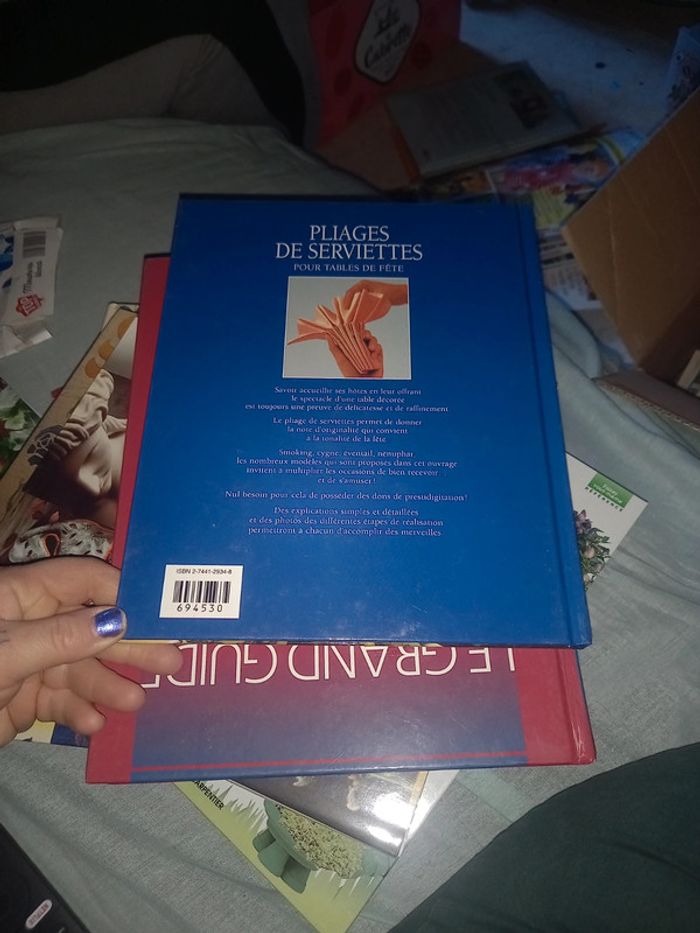 PLIAGES
DE SERVIETTES
POUR TABLES DE FÊTE
Savoir accueillir ses hôtes en leur offrant
le spectacle d'une table décorée
est toujours une preuve de délicatesse et de raffinement
Le pliage de serviettes permet de donner
la note d'originalité qui convient
à la tonalité de la fête
Smoking, cygne, éventail, nénuphar,
les nombreux modèles qui sont proposés dans cet ouvrage
invitent à multiplier les occasions de bien recevoir...
et de s'amuser!
Nul besoin pour cela de posséder des dons de prestidigitation!
Des explications simples et détaillées
et des photos des différentes étapes de réalisation
permettront à chacun d'accomplir des merveilles
ISBN 2-7441-2934-8
694530
LE GRAND GUIDE
ARPENTIER
RÉFÉRENCE
TOP
NETFLIX